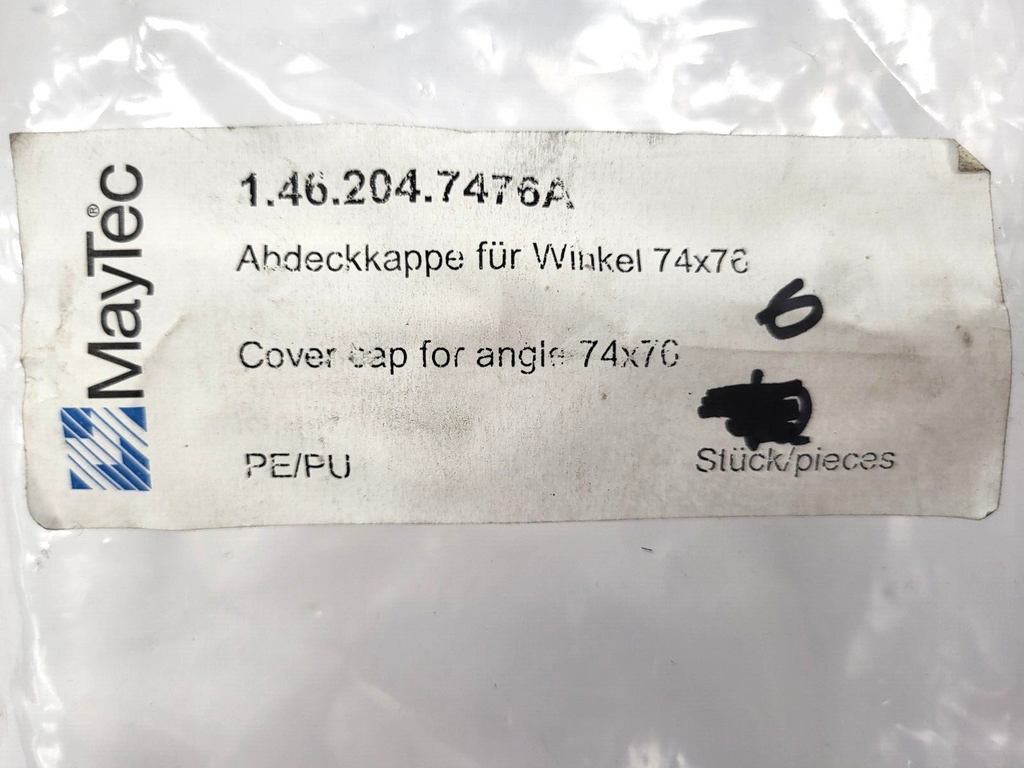 MayTec®
1.46.204.7476A
Abdeckkappe für Winkel 74x76
6
Cover cap for angle 74x76
PE/PU
Stück/pieces